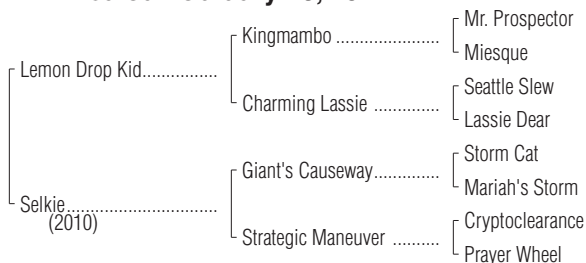 Kingmambo ..................
Mr. Prospector
Miesque
Lemon Drop Kid...............
Charming Lassie ..............
Seattle Slew
Lassie Dear
Giant's Causeway..............
Storm Cat
Mariah's Storm
Selkie..............................
(2010)
Strategic Maneuver ..........
Cryptoclearance
Prayer Wheel